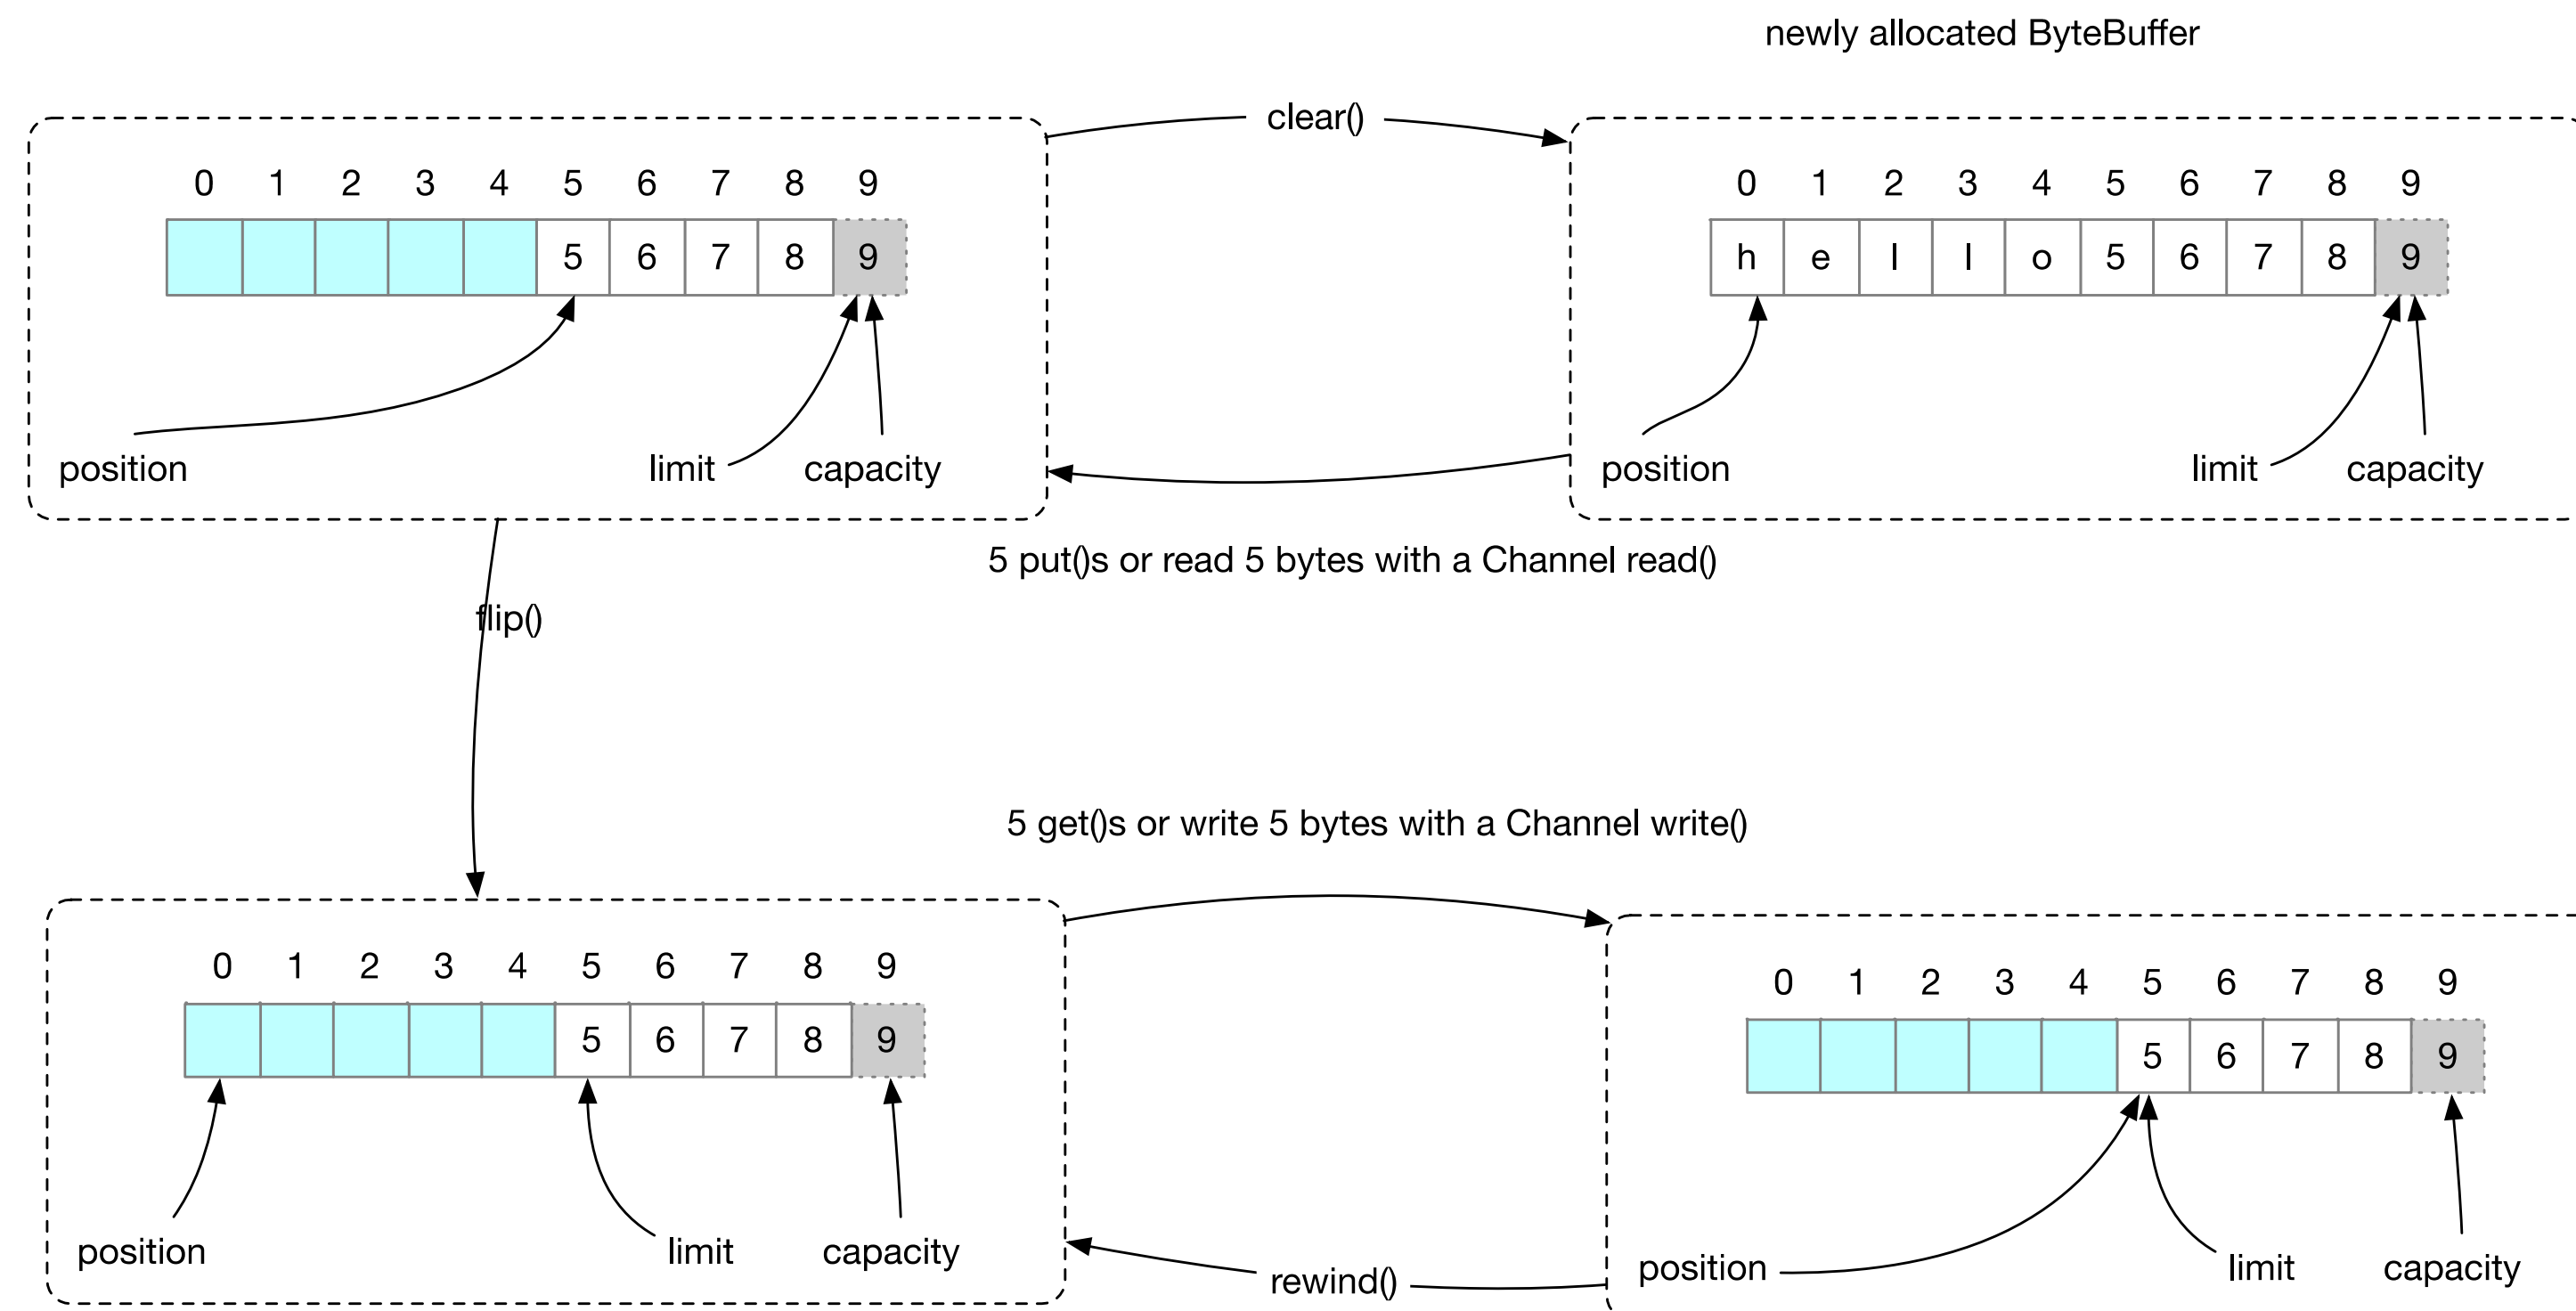 newly allocated ByteBuffer
clear()
0 1 2 3 4 5 6 7 8 9
5 6 7 8 9
position limit capacity
0 1 2 3 4 5 6 7 8 9
h e l l o 5 6 7 8 9
position limit capacity
5 put()s or read 5 bytes with a Channel read()
flip()
5 get()s or write 5 bytes with a Channel write()
0 1 2 3 4 5 6 7 8 9
5 6 7 8 9
position limit capacity
0 1 2 3 4 5 6 7 8 9
5 6 7 8 9
position limit capacity
rewind()